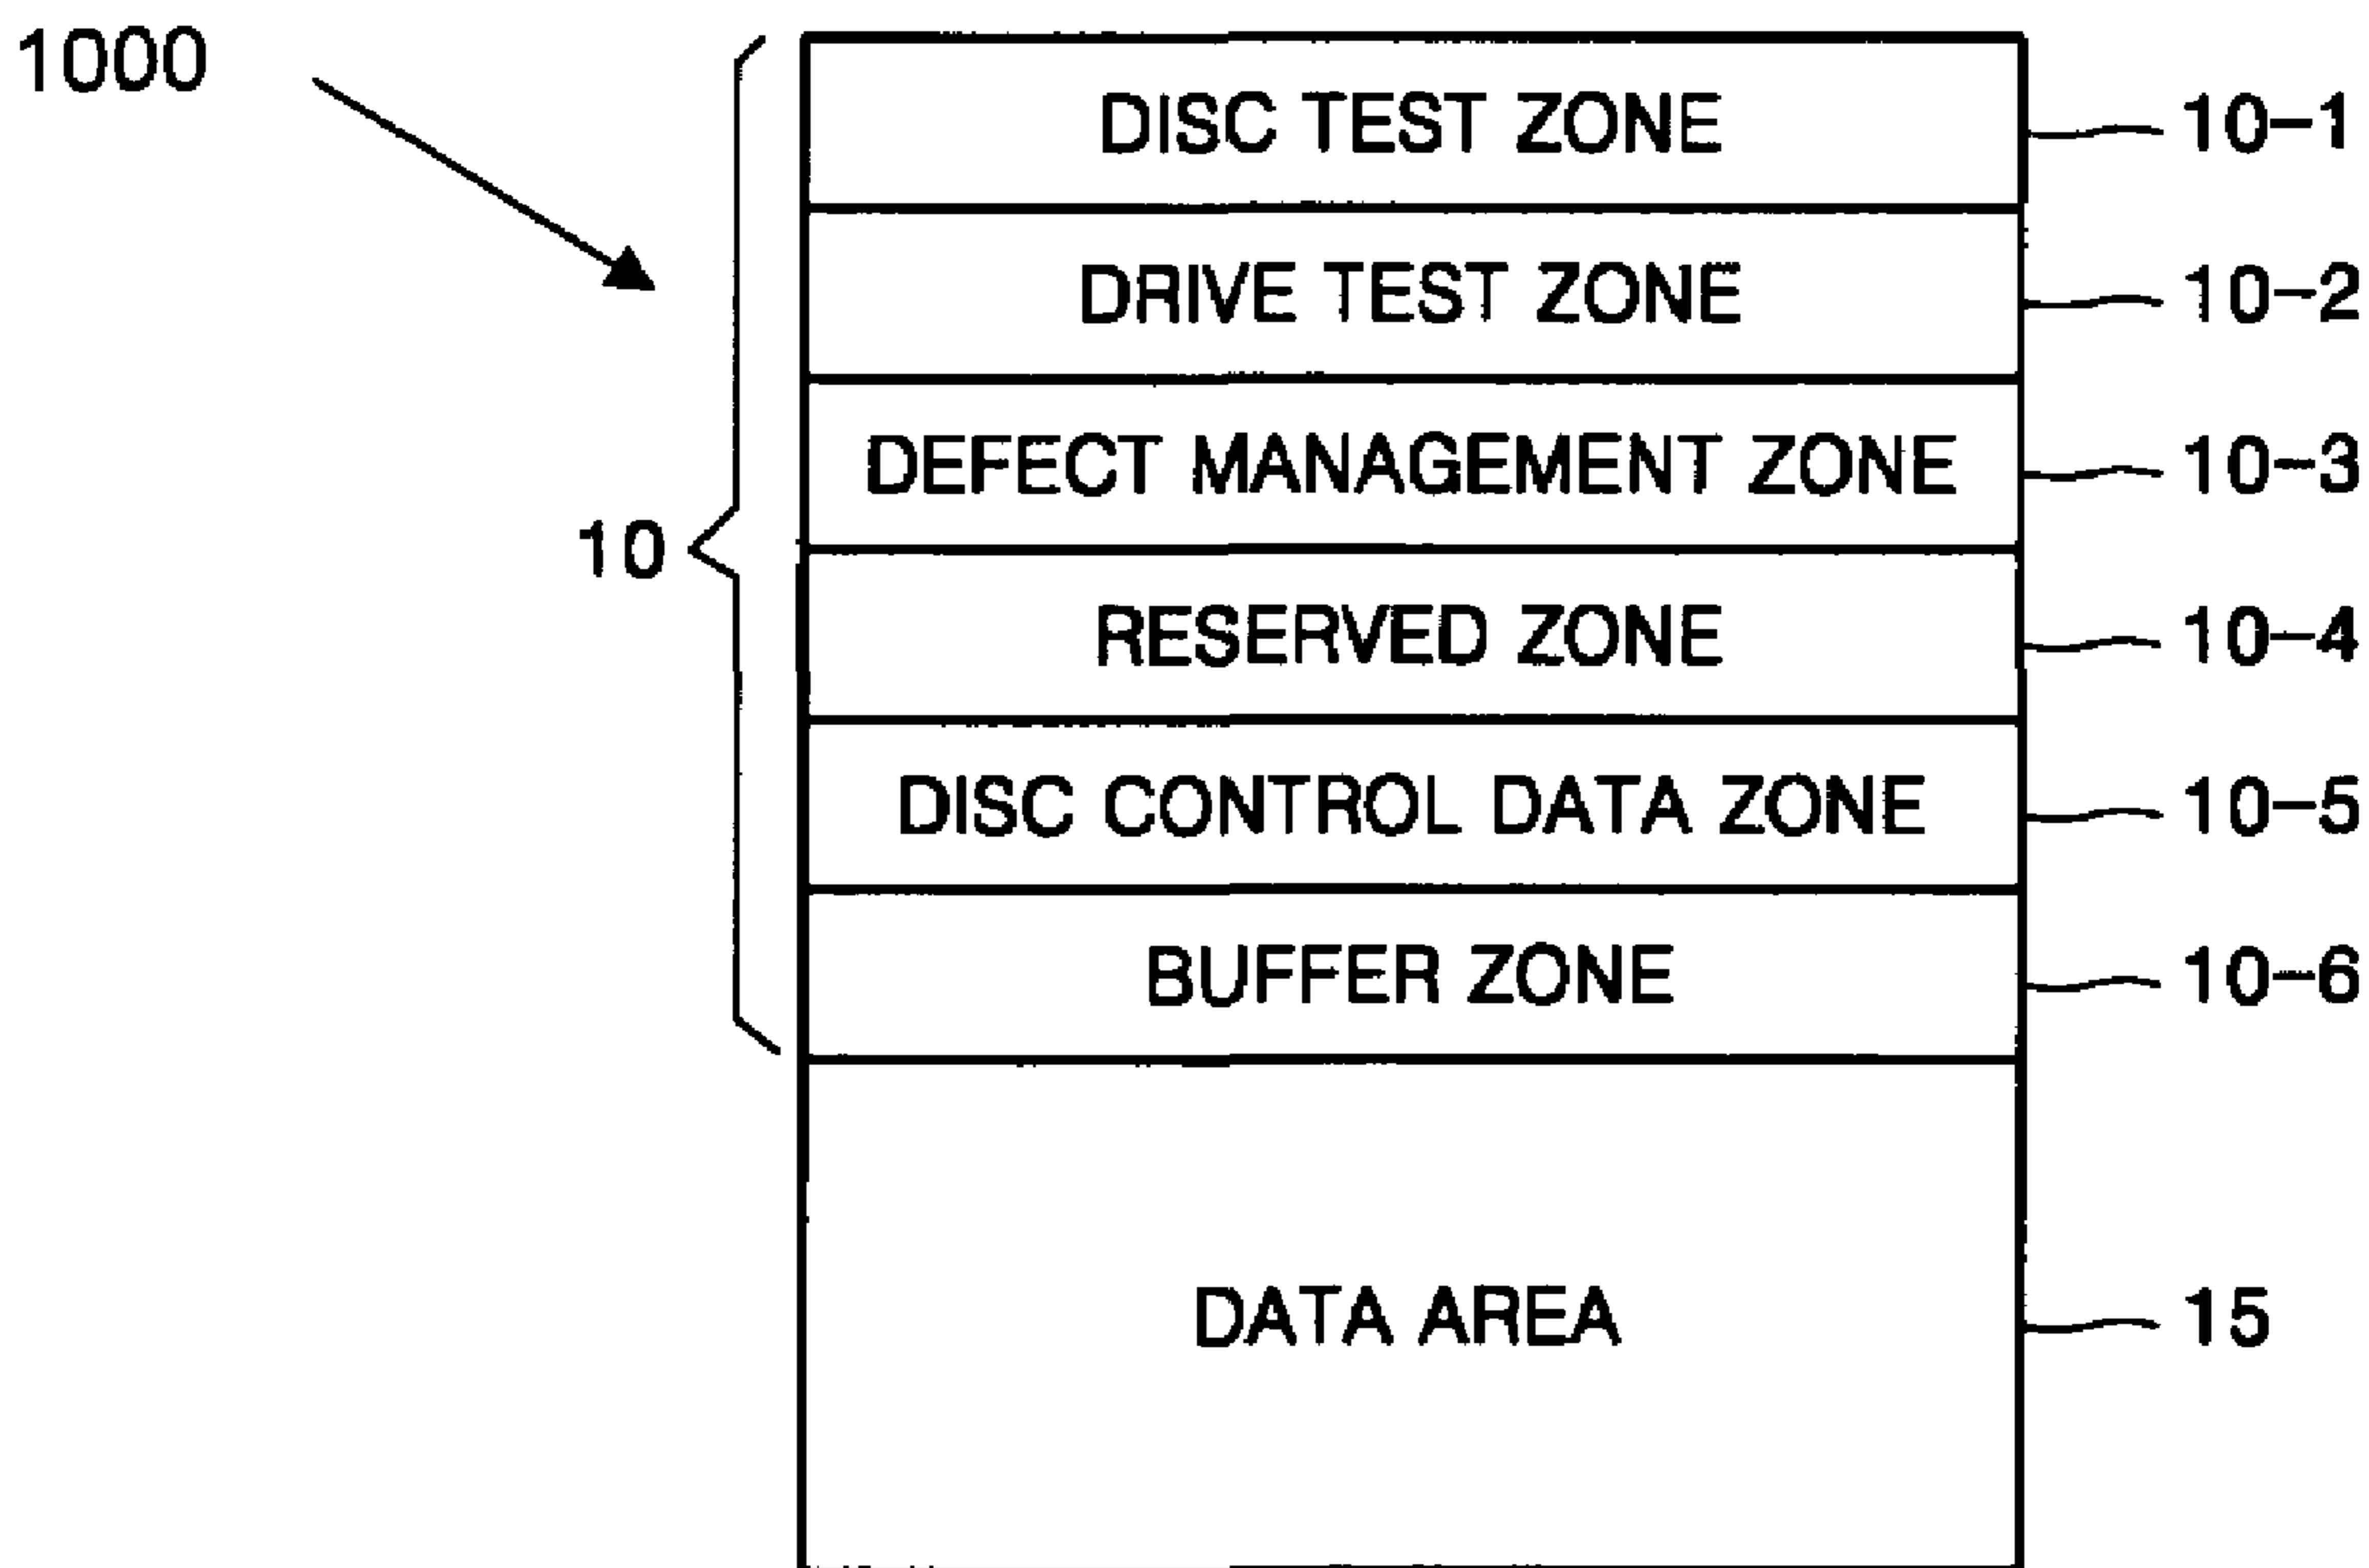 1000
DISC TEST ZONE 10-1
DRIVE TEST ZONE 10-2
DEFECT MANAGEMENT ZONE 10-3
10
RESERVED ZONE 10-4
DISC CONTROL DATA ZONE 10-5
BUFFER ZONE 10-6
DATA AREA 15